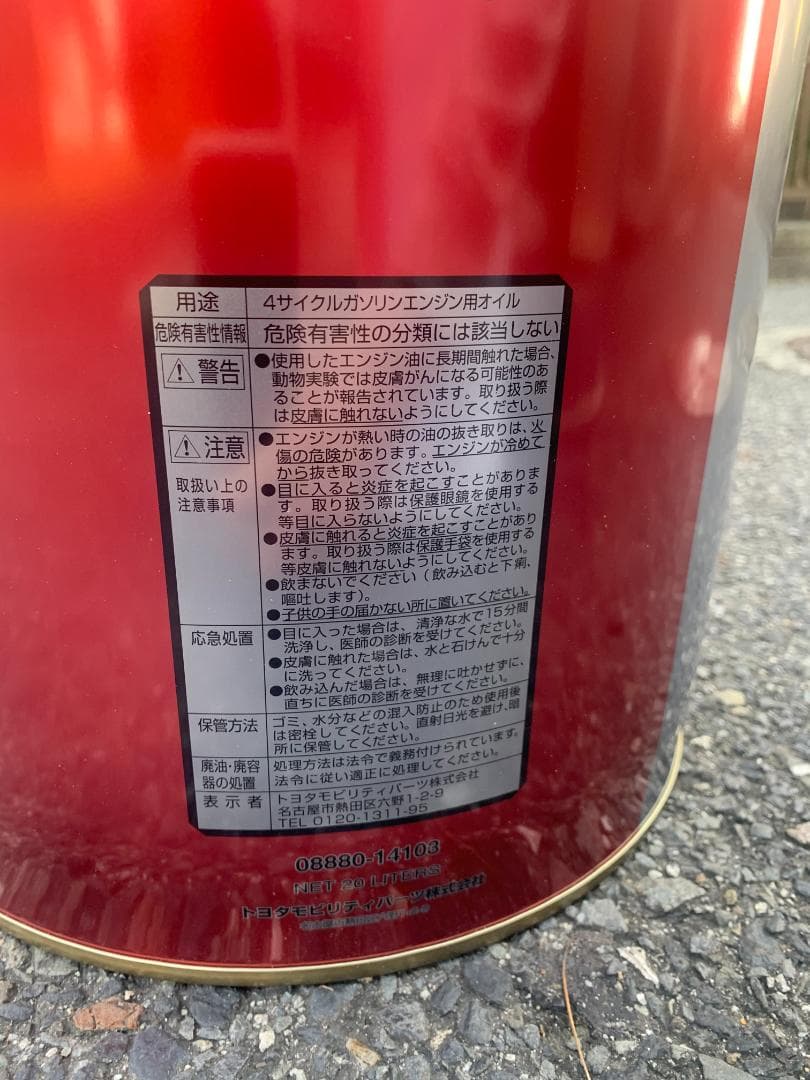 用途 4サイクルガソリンエンジン用オイル
危険有害性情報 危険有害性の分類には該当しない
警告
●使用したエンジン油に長期間触れた場合、
動物実験では皮膚がんになる可能性のあ
ることが報告されています。取り扱う際
は皮膚に触れないようにしてください。
注意
取扱い上の
注意事項
●エンジンが熱い時の油の抜き取りは、火
傷の危険があります。エンジンが冷めて
から抜き取ってください。
●目に入ると炎症を起こすことがありま
す。取り扱う際は保護眼鏡を使用する
等目に入らないようにしてください。
●皮膚に触れると炎症を起こすことがあり
ます。取り扱う際は保護手袋を使用する
等皮膚に触れないようにしてください。
●飲まないでください(飲み込むと下痢、
嘔吐します)。
●子供の手の届かない所に置いてください。
応急処置
●目に入った場合は、清浄な水で15分間
洗浄し、医師の診断を受けてください。
●皮膚に触れた場合は、水と石けんで十分
に洗ってください。
●飲み込んだ場合は、無理に吐かせずに、
直ちに医師の診断を受けてください。
保管方法
ゴミ、水分などの混入防止のため使用後
は密栓してください。直射日光を避け、暗
所に保管してください。
廃油・廃容
器の処置
処理方法は法令で義務付けられています。
法令に従い適正に処理してください。
表示者
トヨタモビリティパーツ株式会社
名古屋市熱田区六野1-2-9
TEL 0120-1311-95
08880-14103
NET 20 LITERS
トヨタモビリティパーツ株式会社